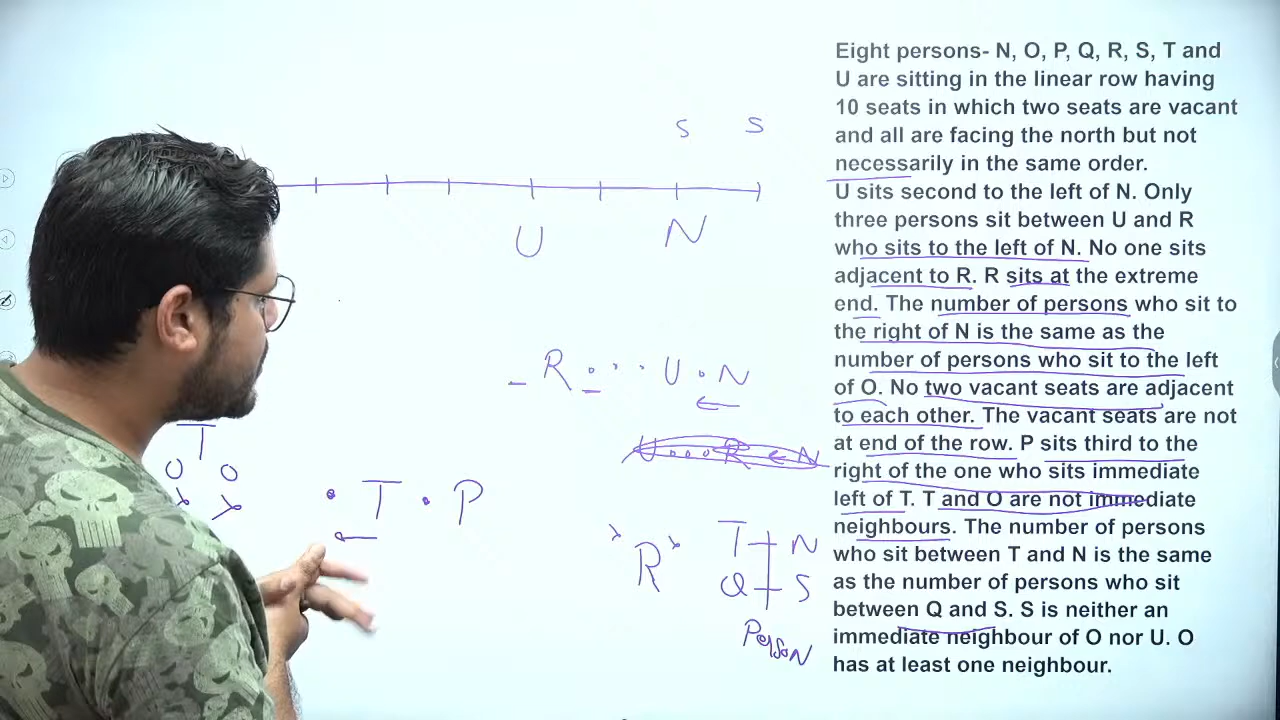 Eight persons- N, O, P, Q, R, S, T and
U are sitting in the linear row having
10 seats in which two seats are vacant
and all are facing the north but not
necessarily in the same order.
U sits second to the left of N. Only
three persons sit between U and R
who sits to the left of N. No one sits
adjacent to R. R sits at the extreme
end. The number of persons who sit to
the right of N is the same as the
number of persons who sit to the left
of O. No two vacant seats are adjacent
to each other. The vacant seats are not
at end of the row. P sits third to the
right of the one who sits immediate
left of T. T and O are not immediate
neighbours. The number of persons
who sit between T and N is the same
as the number of persons who sit
between Q and S. S is neither an
immediate neighbour of O nor U. O
has at least one neighbour.
S S
U N
R . . . U . N
U . . . R N
T
O O
. T . P
R
T N
Q S
Person